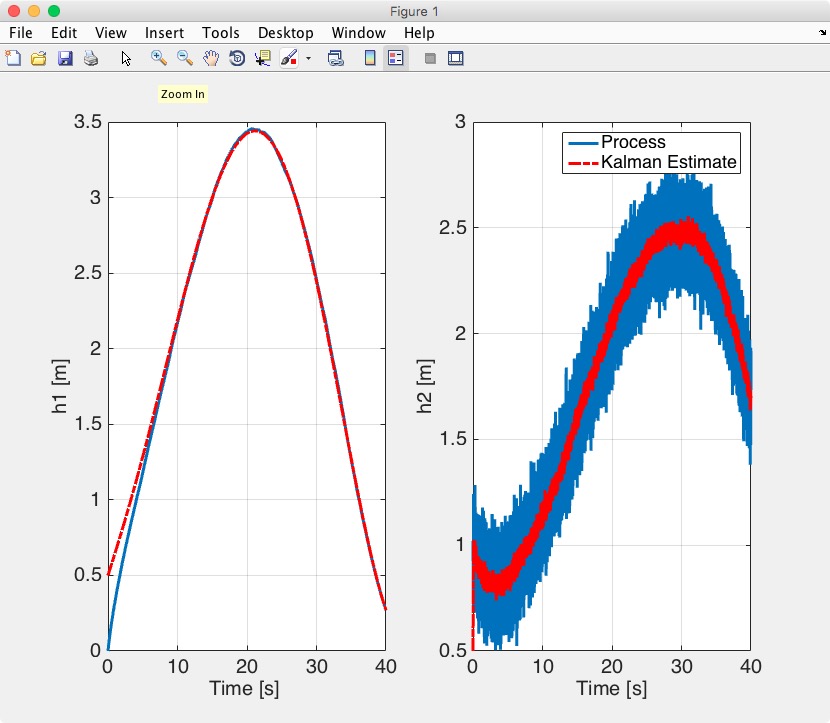 Figure 1
File Edit View Insert Tools Desktop Window Help
Zoom In
3.5
3
2.5
2
1.5
1
0.5
0
h1 [m]
0 10 20 30 40
Time [s]
3
2.5
2
1.5
1
0.5
h2 [m]
Process
Kalman Estimate
0 10 20 30 40
Time [s]